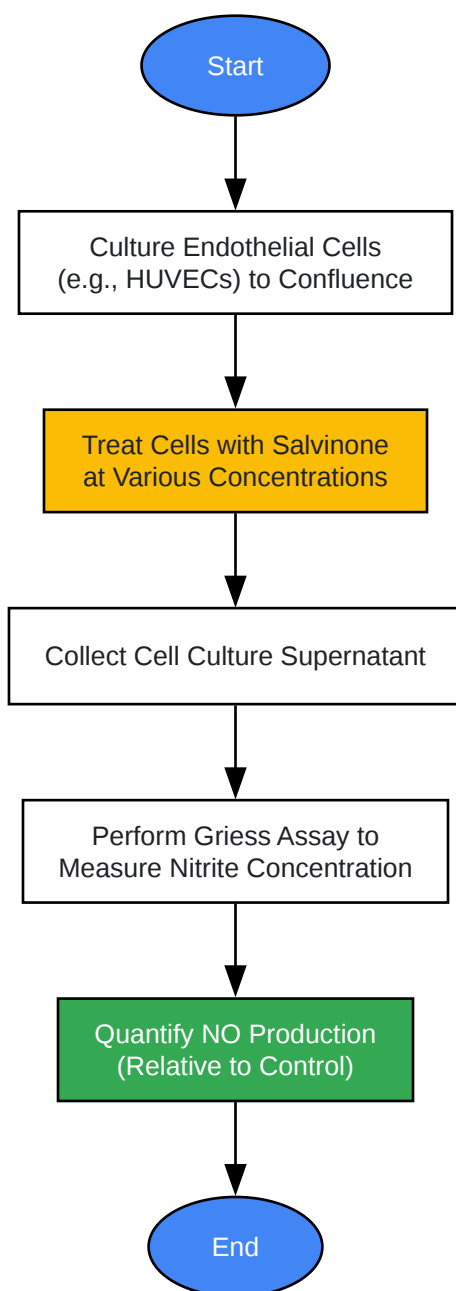 Start
Culture Endothelial Cells
(e.g., HUVECs) to Confluence
Treat Cells with Salvinone
at Various Concentrations
Collect Cell Culture Supernatant
Perform Griess Assay to
Measure Nitrite Concentration
Quantify NO Production
(Relative to Control)
End